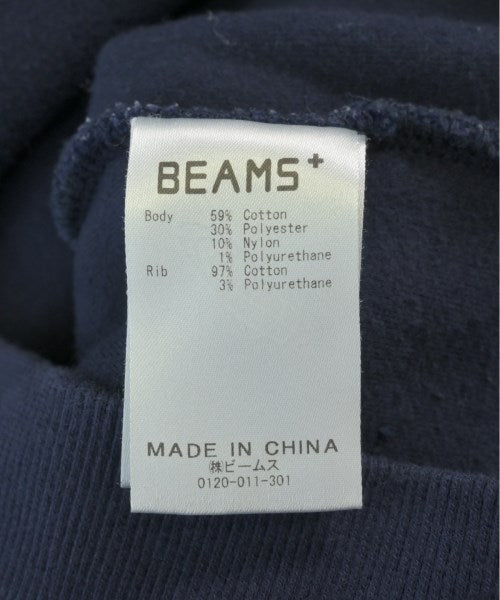 BEAMS+
Body 59% Cotton
30% Polyester
10% Nylon
1% Polyurethane
Rib 97% Cotton
3% Polyurethane
MADE IN CHINA
㈱ビームス
0120-011-301